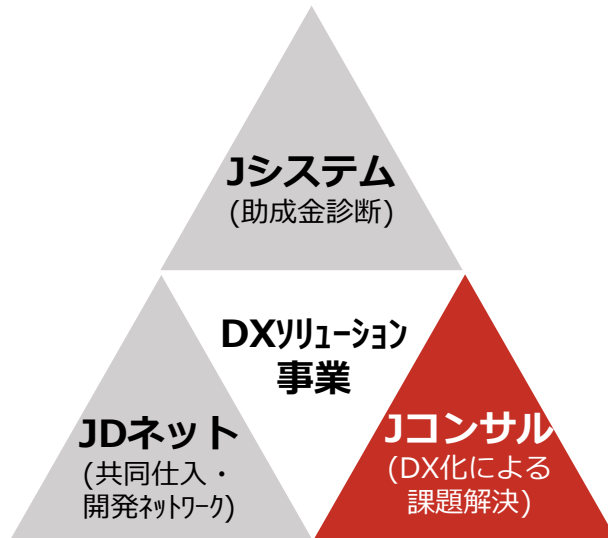 Jシステム
(助成金診断)
DXｿﾘｭｰｼｮﾝ
事業
JDネット
(共同仕入・
開発ﾈｯﾄﾜｰｸ)
Jコンサル
(DX化による
課題解決)